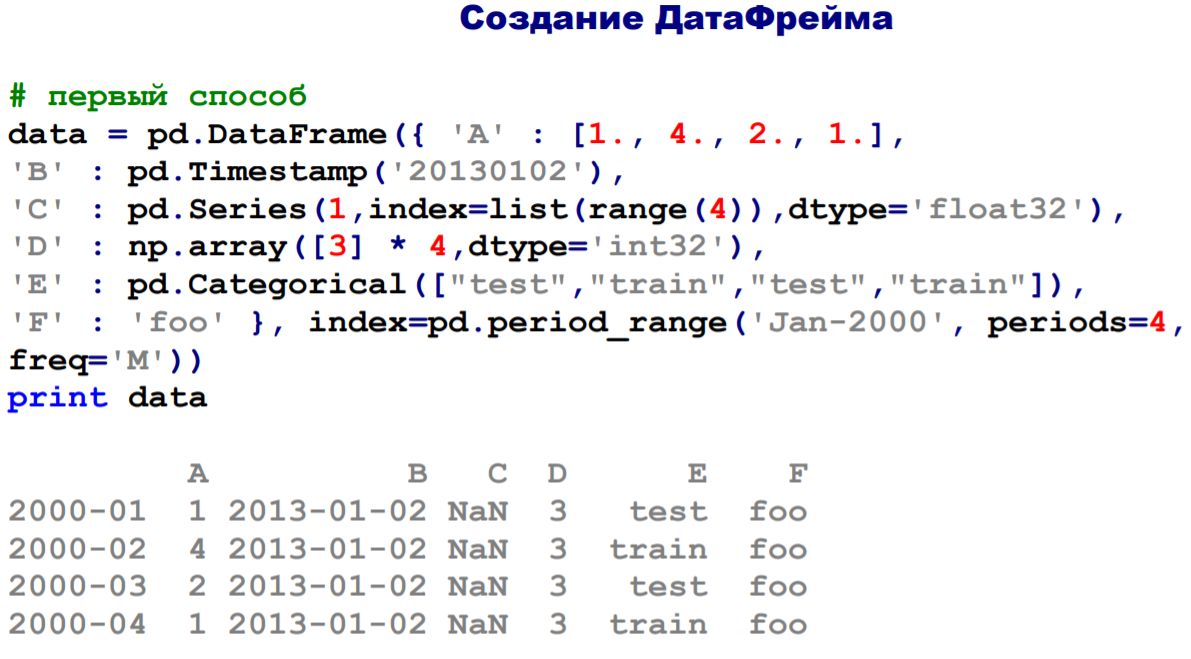 Создание ДатаФрейма
# первый способ
data = pd.DataFrame({ 'A' : [1., 4., 2., 1.],
'B' : pd.Timestamp('20130102'),
'C' : pd.Series(1,index=list(range(4)),dtype='float32'),
'D' : np.array([3] * 4,dtype='int32'),
'E' : pd.Categorical(["test","train","test","train"]),
'F' : 'foo' }, index=pd.period_range('Jan-2000', periods=4,
freq='M'))
print data
A B C D E F
2000-01 1 2013-01-02 NaN 3 test foo
2000-02 4 2013-01-02 NaN 3 train foo
2000-03 2 2013-01-02 NaN 3 test foo
2000-04 1 2013-01-02 NaN 3 train foo